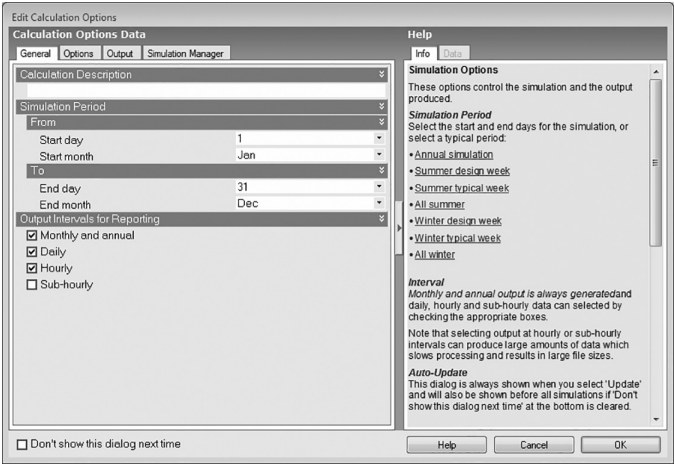 Edit Calculation Options
Calculation Options Data
General Options Output Simulation Manager
Calculation Description
Simulation Period
From
Start day 1
Start month Jan
To
End day 31
End month Dec
Output Intervals for Reporting
Monthly and annual
Daily
Hourly
Sub-hourly
Don't show this dialog next time
Help
Info Data
Simulation Options
These options control the simulation and the output
produced.
Simulation Period
Select the start and end days for the simulation, or
select a typical period:
• Annual simulation
• Summer design week
• Summer typical week
• All summer
• Winter design week
• Winter typical week
• All winter
Interval
Monthly and annual output is always generatedand
daily, hourly and sub-hourly data can selected by
checking the appropriate boxes.
Note that selecting output at hourly or sub-hourly
intervals can produce large amounts of data which
slows processing and results in large file sizes.
Auto-Update
This dialog is always shown when you select 'Update'
and will also be shown before all simulations if 'Don't
show this dialog next time' at the bottom is cleared.
Help Cancel OK